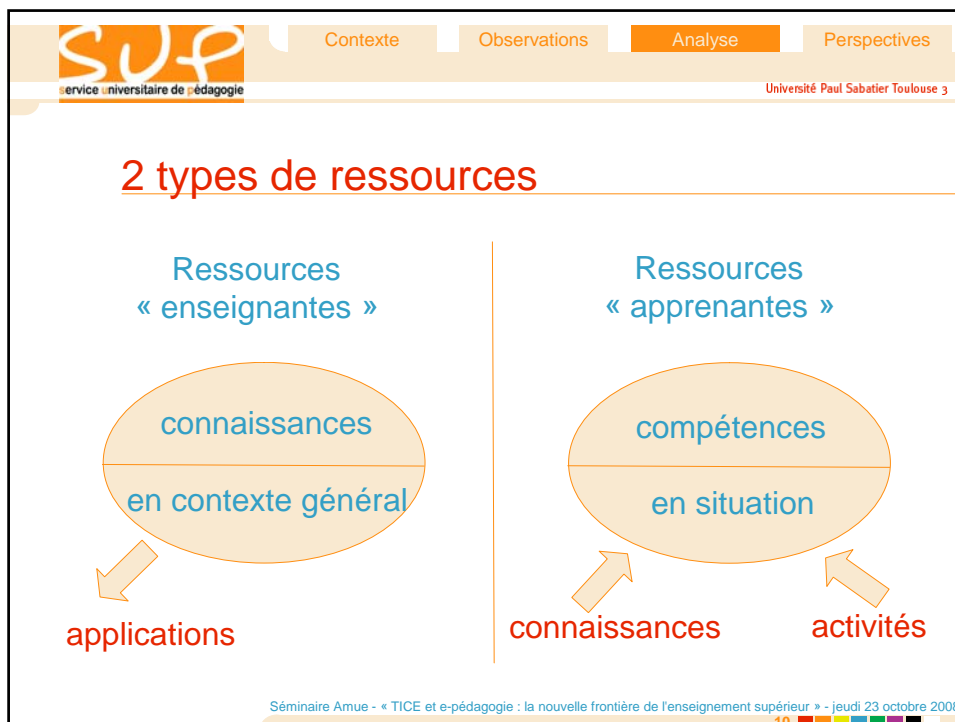 SUP
service universitaire de pédagogie
Contexte
Observations
Analyse
Perspectives
Université Paul Sabatier Toulouse 3
2 types de ressources
Ressources
« enseignantes »
connaissances
en contexte général
applications
Ressources
« apprenantes »
compétences
en situation
connaissances
activités
Séminaire Amue - « TICE et e-pédagogie : la nouvelle frontière de l'enseignement supérieur » - jeudi 23 octobre 2008